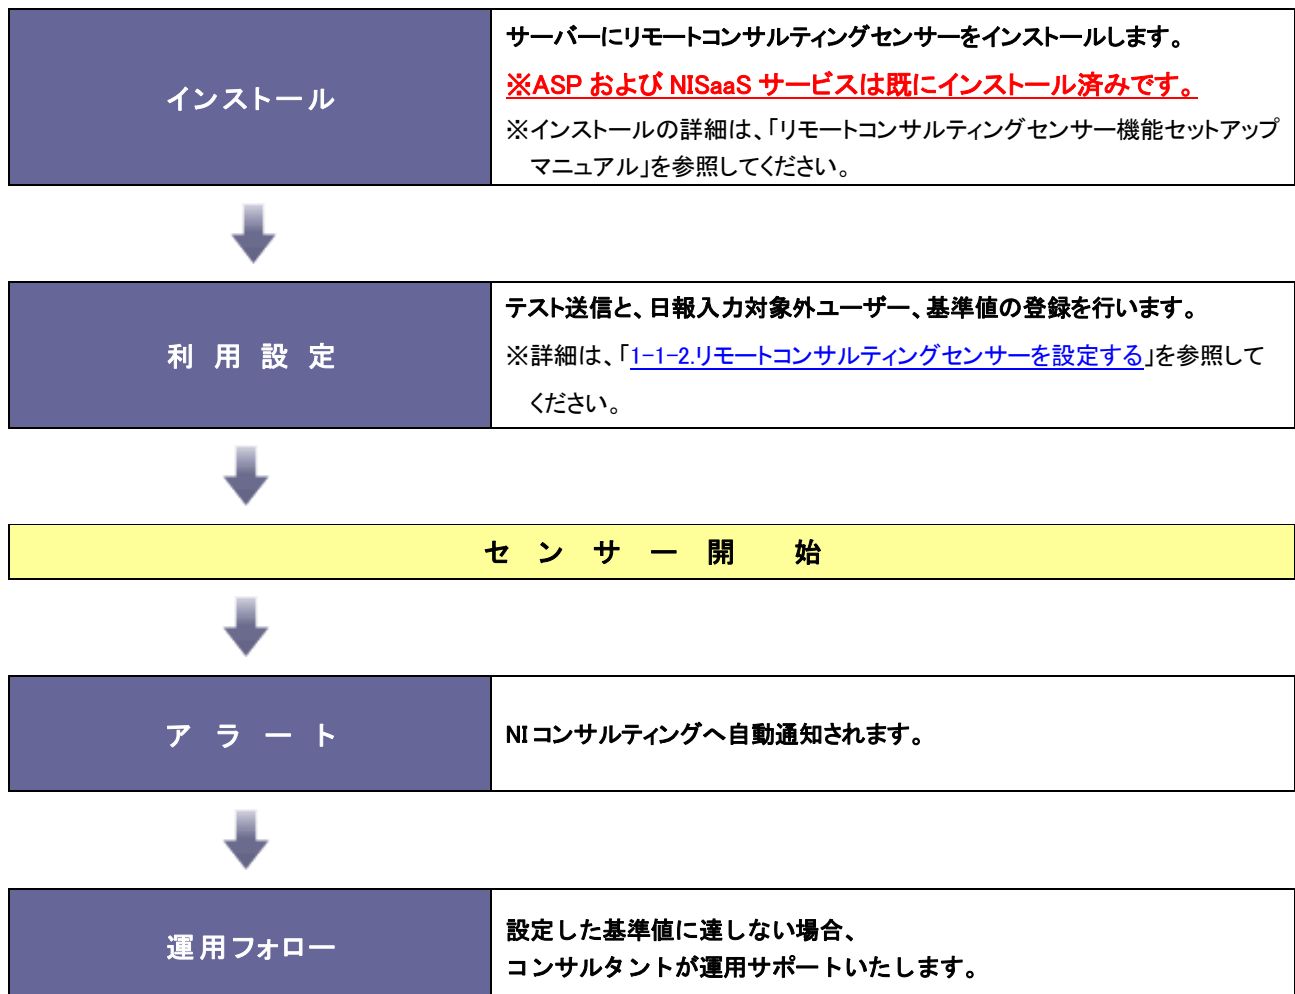 インストール
サーバーにリモートコンサルティングセンサーをインストールします。
※ASP および NISaaS サービスは既にインストール済みです。
※インストールの詳細は、「リモートコンサルティングセンサー機能セットアップ
マニュアル」を参照してください。
利用設定
テスト送信と、日報入力対象外ユーザー、基準値の登録を行います。
※詳細は、「1-1-2.リモートコンサルティングセンサーを設定する」を参照して
ください。
センサー開　始
アラート
NI コンサルティングへ自動通知されます。
運用フォロー
設定した基準値に達しない場合、
コンサルタントが運用サポートいたします。